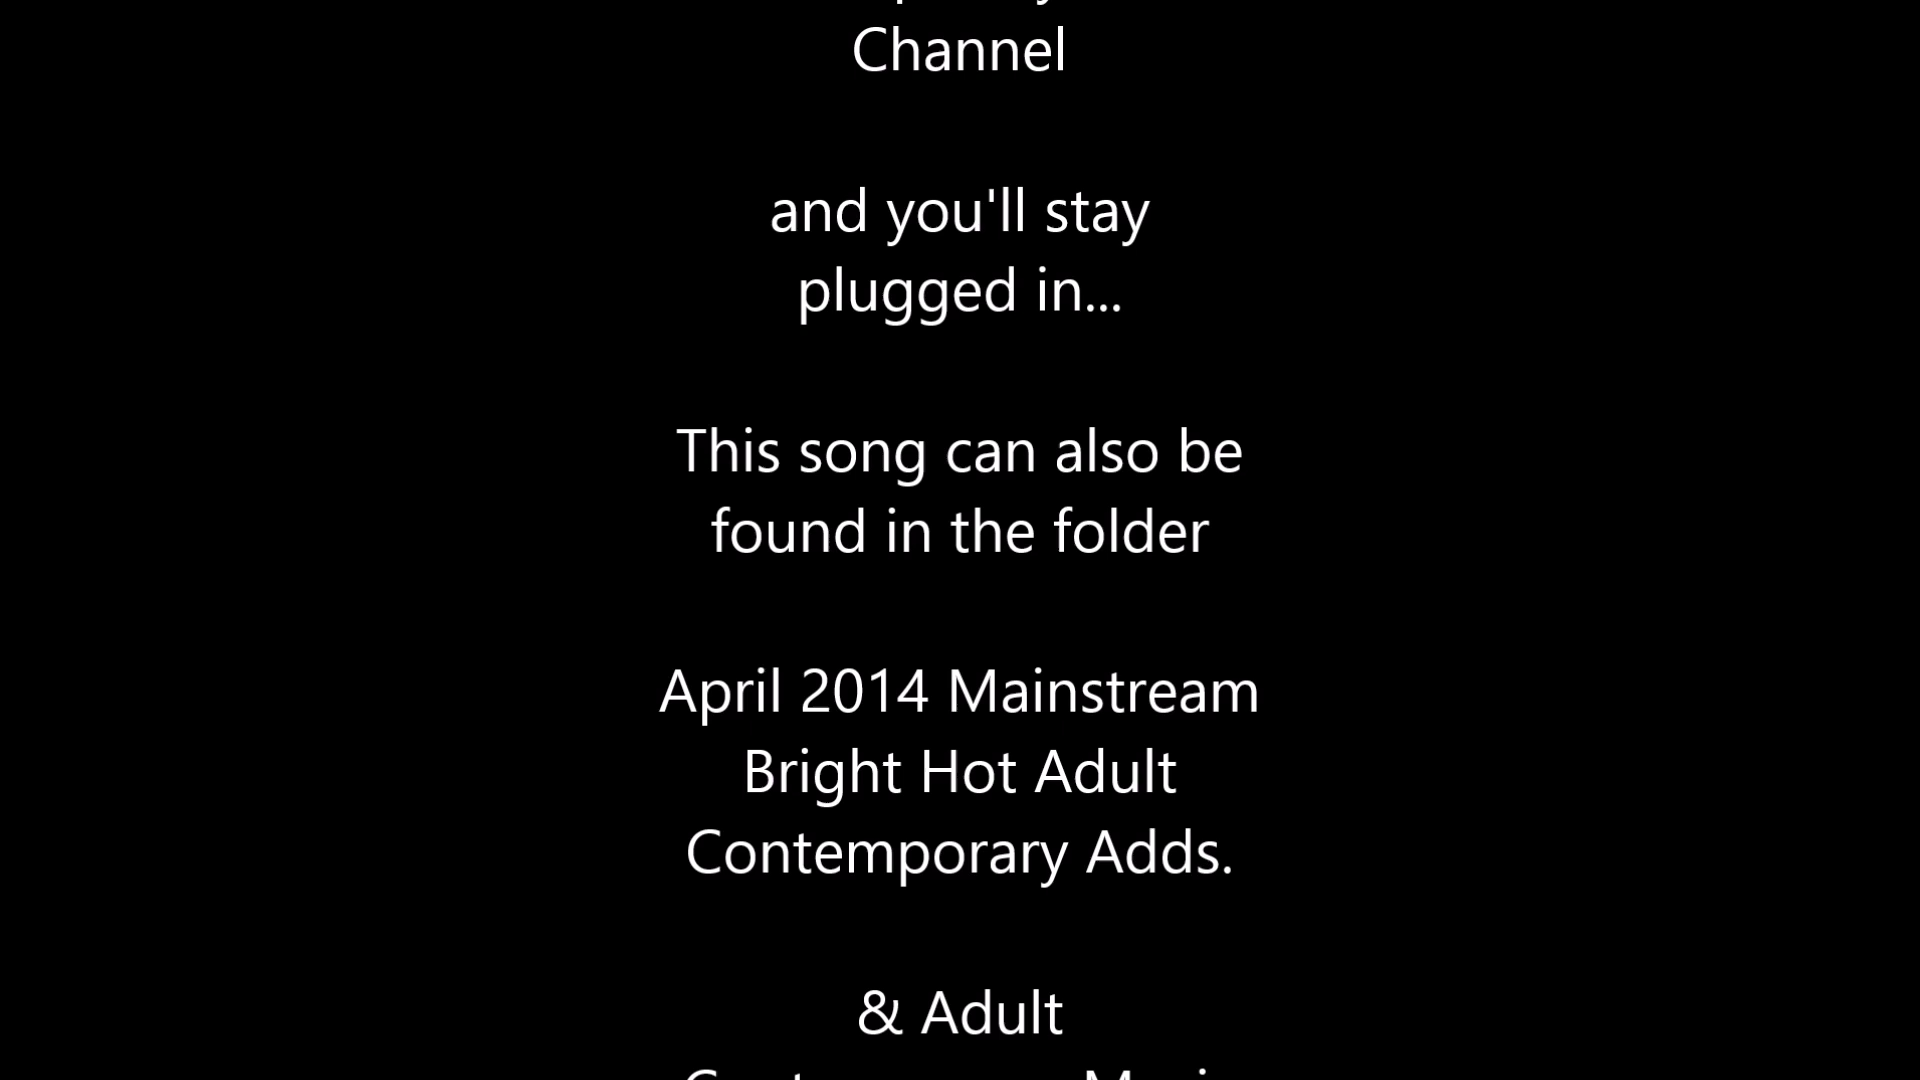 Channel
and you'll stay
plugged in...
This song can also be
found in the folder
April 2014 Mainstream
Bright Hot Adult
Contemporary Adds.
& Adult